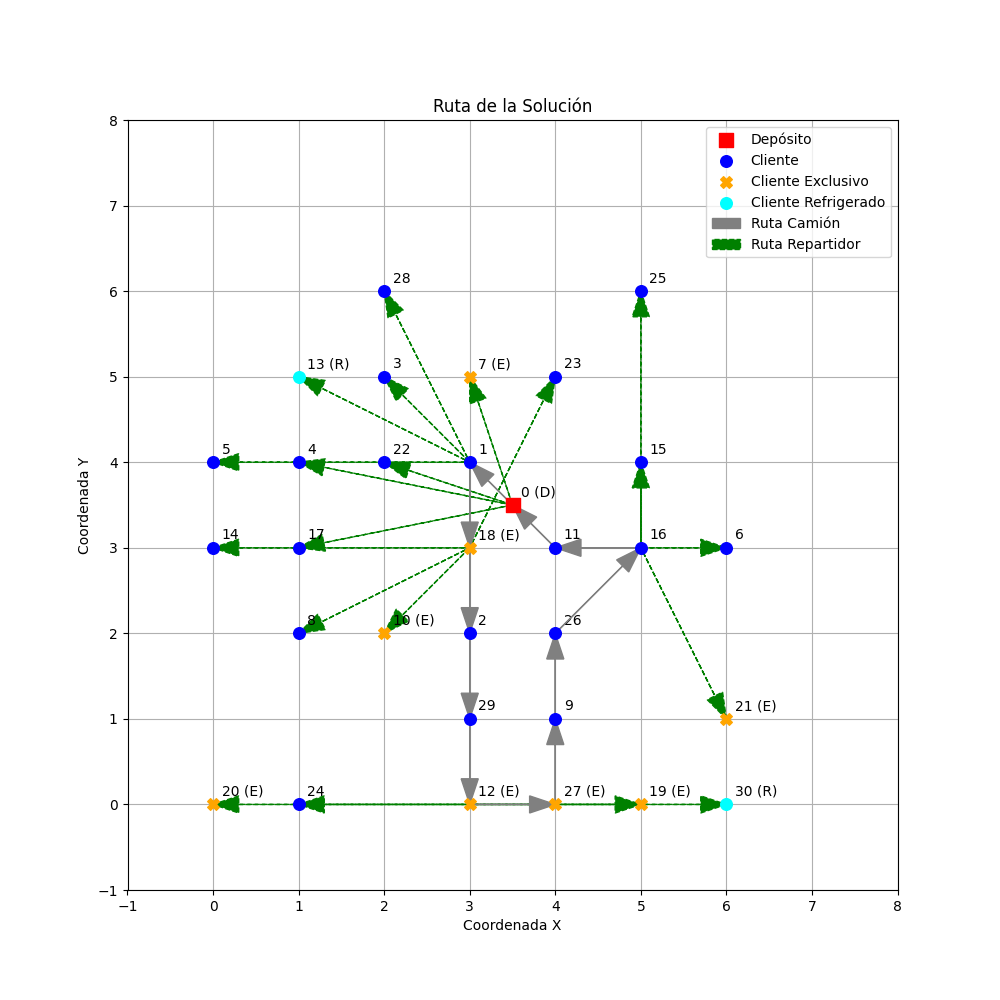 Ruta de la Solución
8
Depósito
Cliente
Cliente Exclusivo
Cliente Refrigerado
Ruta Camión
Ruta Repartidor
7
28
25
6
13 (R)
3
7 (E)
23
5
5
4
22
1
15
4
0 (D)
14
17
18 (E)
11
16
6
3
8
10 (E)
2
26
2
29
9
21 (E)
1
20 (E)
24
12 (E)
27 (E)
19 (E)
30 (R)
0
−1
−1
0
1
2
3
4
5
6
7
8
Coordenada X
Coordenada Y